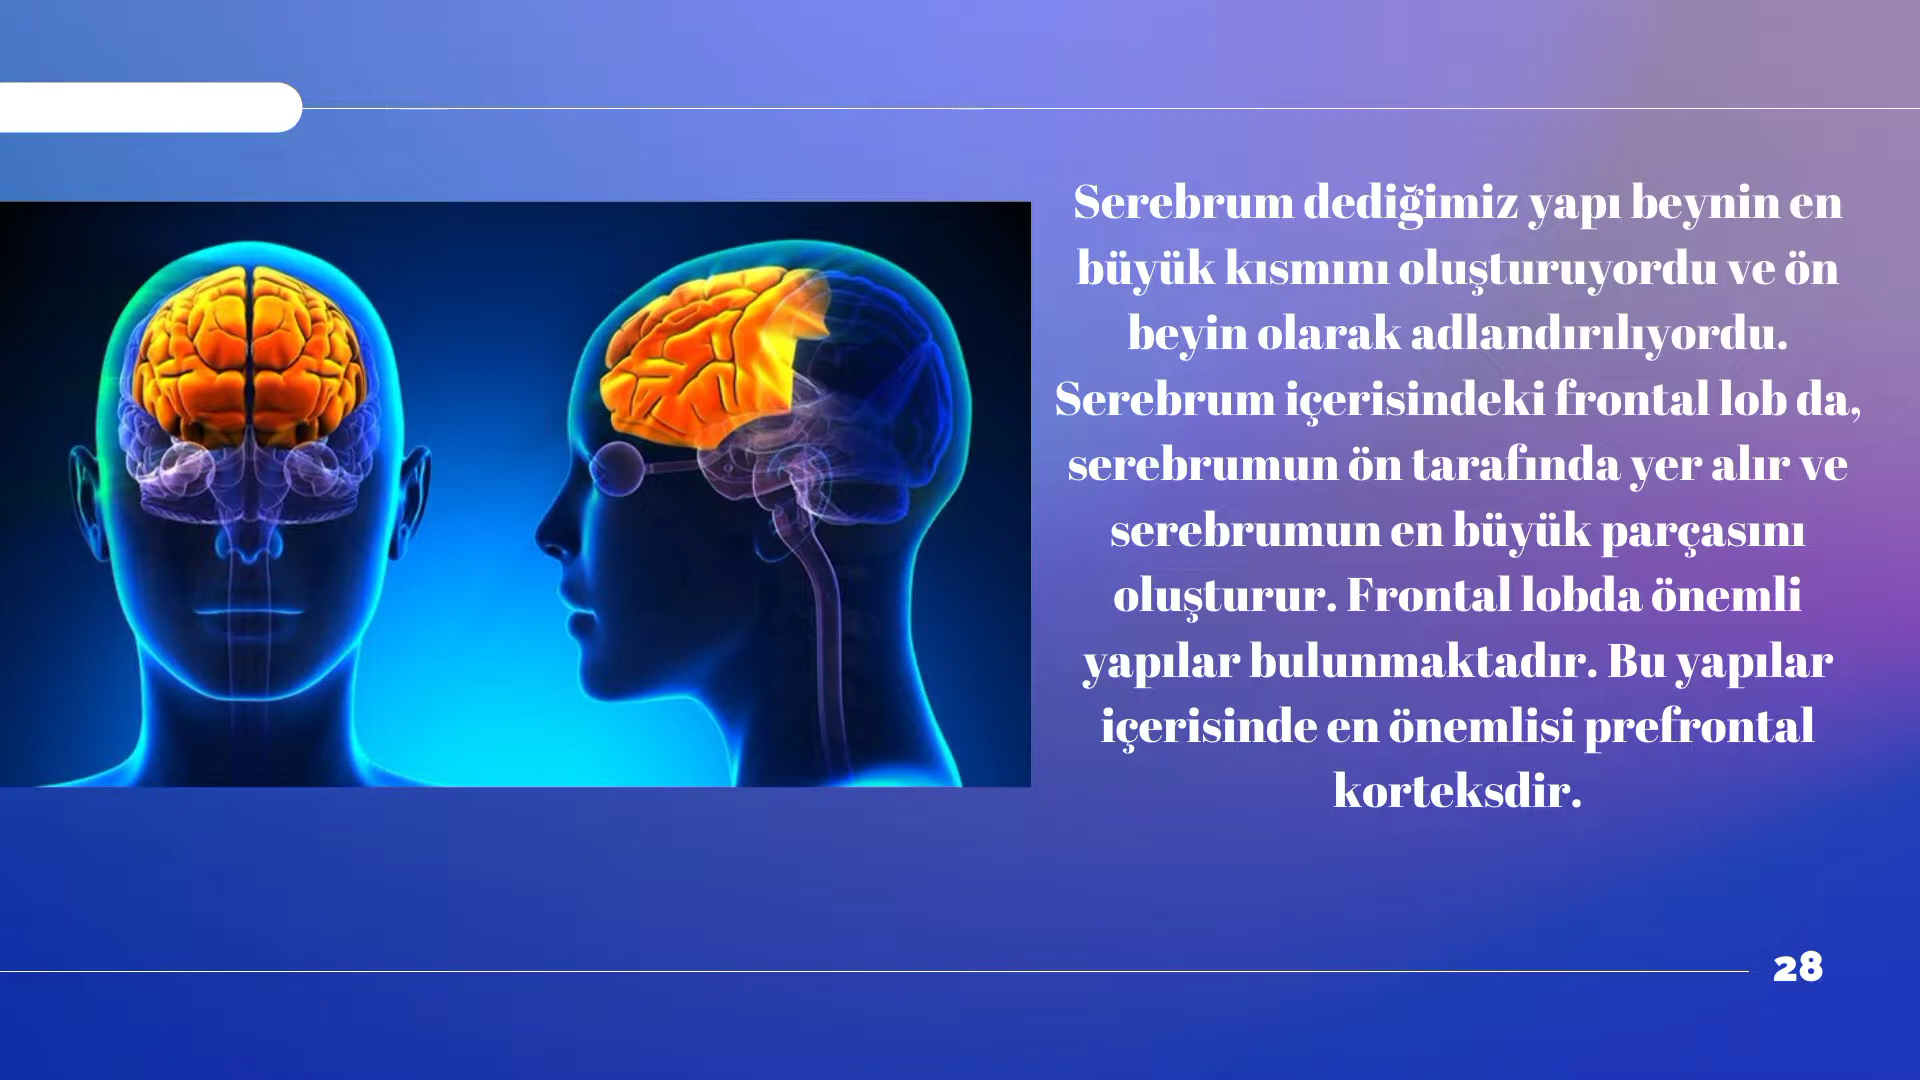 Serebrum dediğimiz yapı beynin en
büyük kısmını oluşturuyordu ve ön
beyin olarak adlandırılıyordu.
Serebrum içerisindeki frontal lob da,
serebrumun ön tarafında yer alır ve
serebrumun en büyük parçasını
oluşturur. Frontal lobda önemli
yapılar bulunmaktadır. Bu yapılar
içerisinde en önemlisi prefrontal
korteksdir.
28